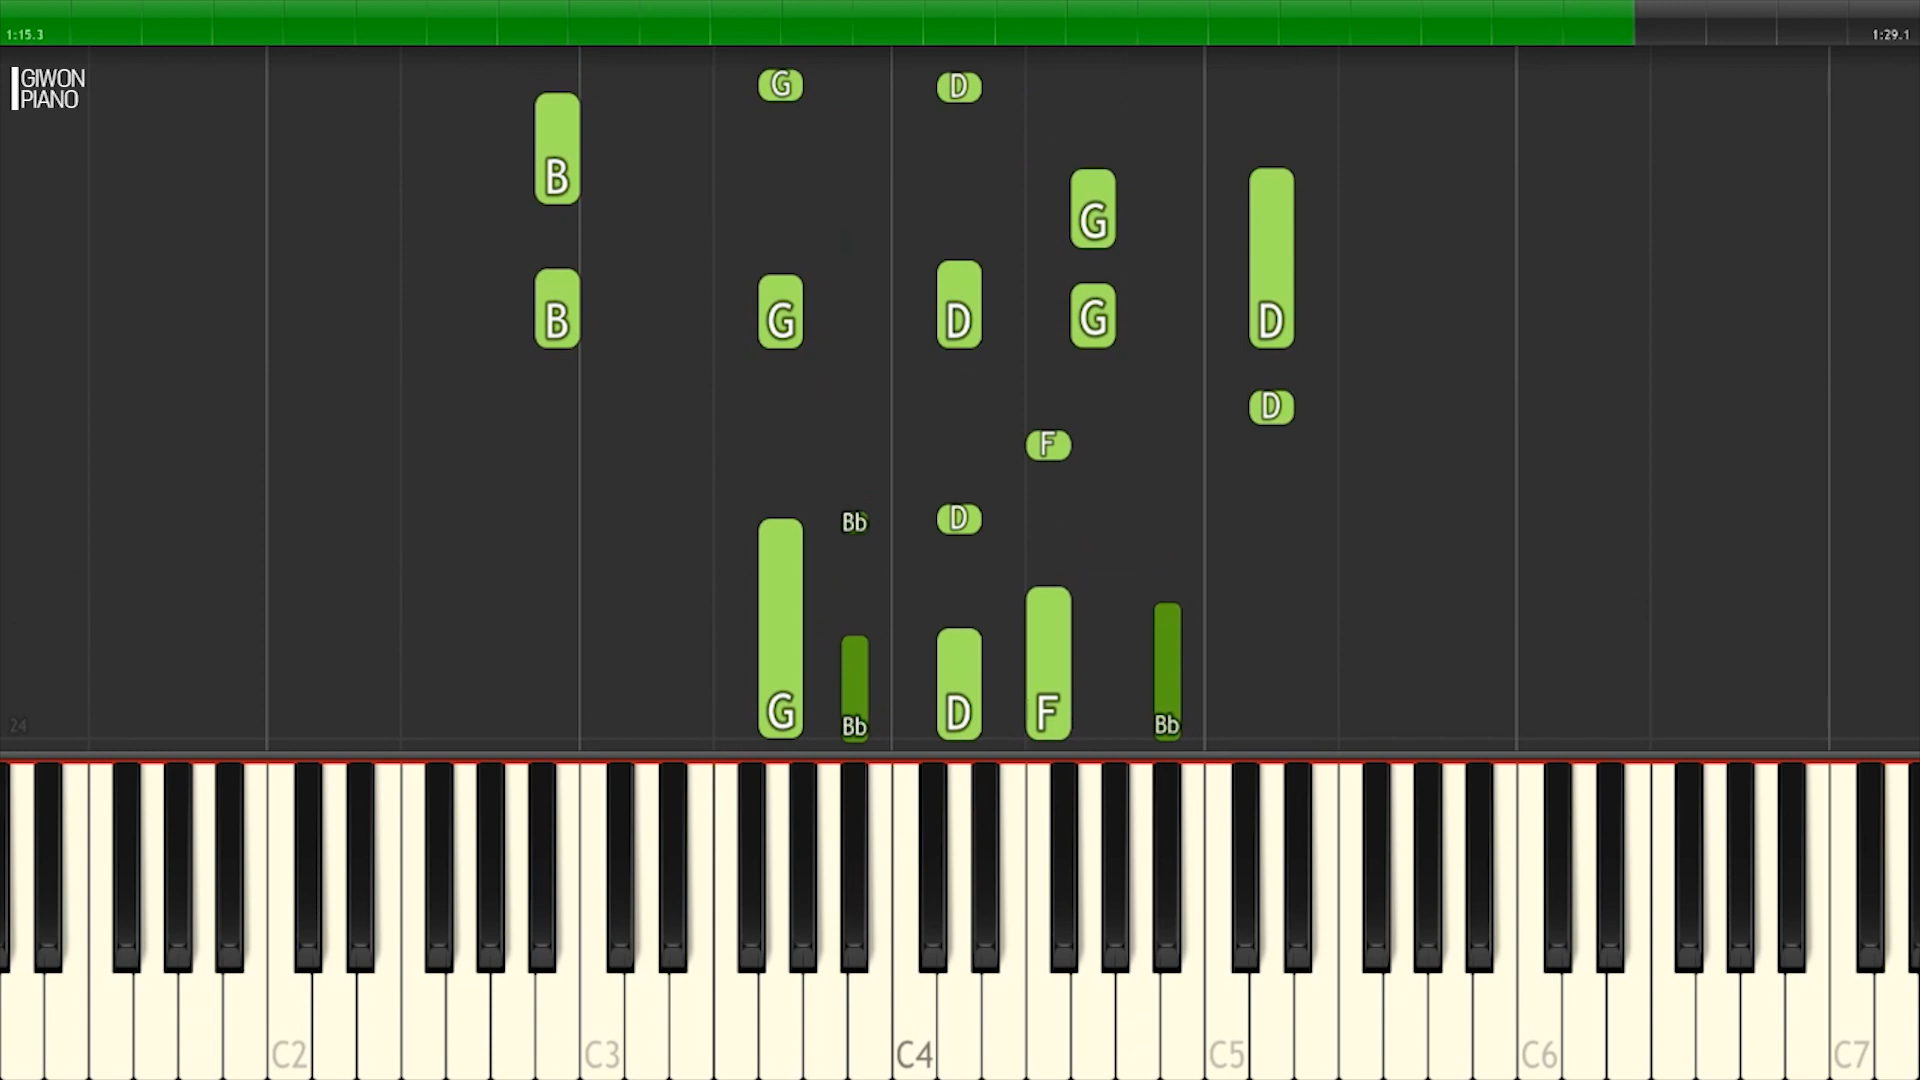 1:15.3
1:29.1
GIWON
PIANO
G D
B
G
B G D G D
D
F
Bb D
G Bb D F Bb
24
C2 C3 C4 C5 C6 C7